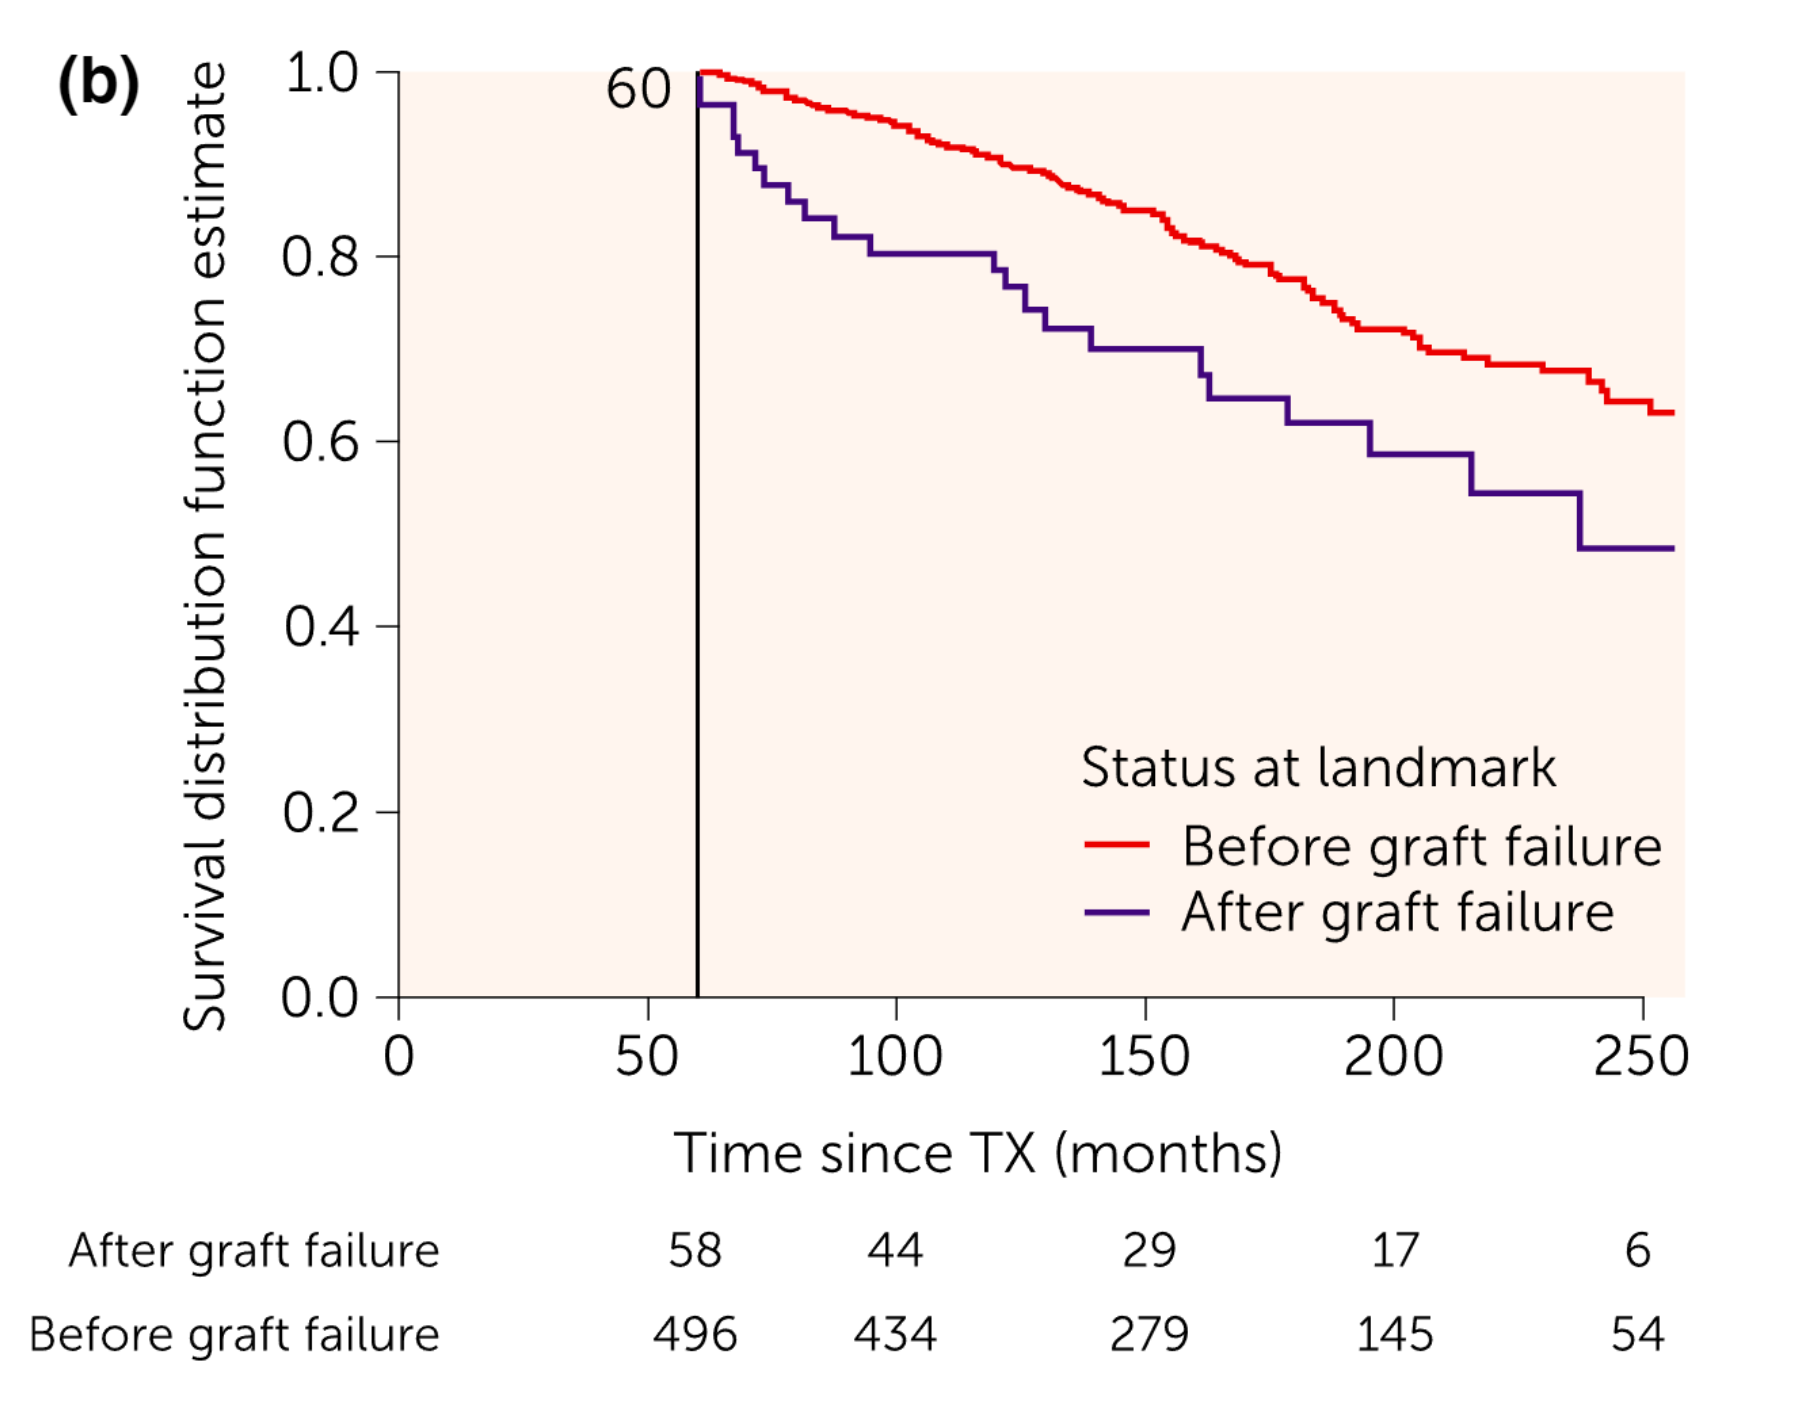 (b)
Survival distribution function estimate
1.0
0.8
0.6
0.4
0.2
0.0
60
Status at landmark
Before graft failure
After graft failure
0 50 100 150 200 250
Time since TX (months)
After graft failure 58 44 29 17 6
Before graft failure 496 434 279 145 54